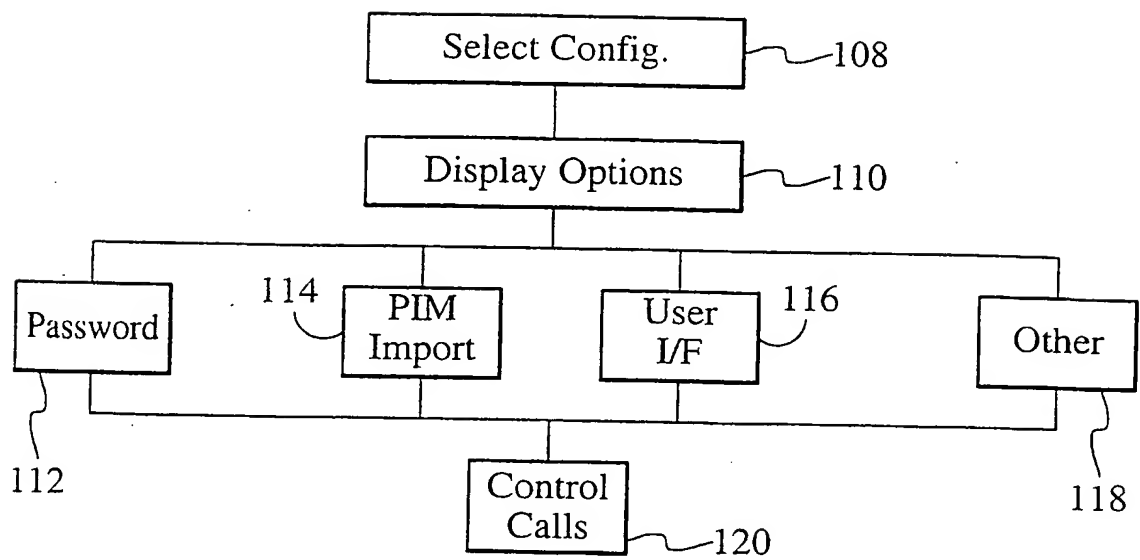 Select Config.
108
Display Options
110
Password
112
114
PIM
Import
User
I/F
116
Other
118
Control
Calls
120